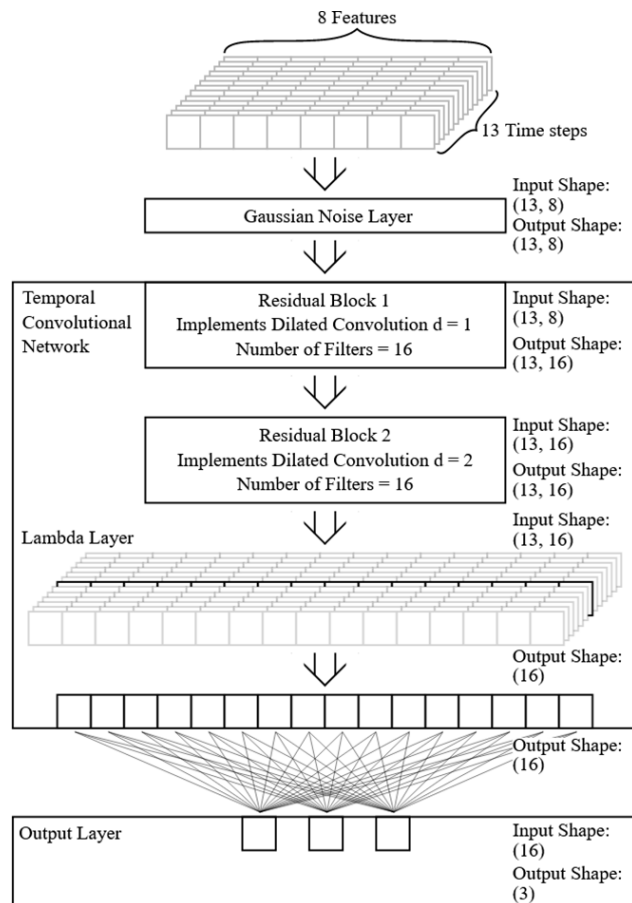 8 Features
13 Time steps
Input Shape:
(13, 8)
Gaussian Noise Layer
Output Shape:
(13, 8)
Temporal
Convolutional
Network
Residual Block 1
Implements Dilated Convolution d = 1
Number of Filters = 16
Input Shape:
(13, 8)
Output Shape:
(13, 16)
Residual Block 2
Implements Dilated Convolution d = 2
Number of Filters = 16
Input Shape:
(13, 16)
Output Shape:
(13, 16)
Input Shape:
(13, 16)
Lambda Layer
Output Shape:
(16)
Output Shape:
(16)
Output Layer
Input Shape:
(16)
Output Shape:
(3)